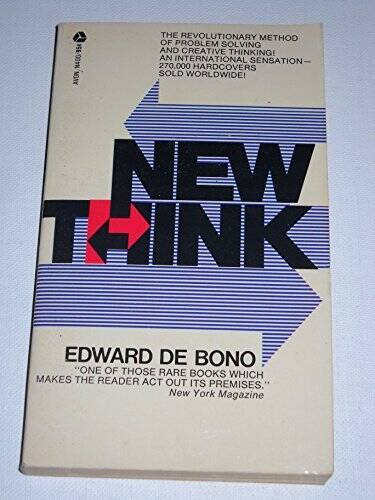 THE REVOLUTIONARY METHOD
OF PROBLEM SOLVING
AND CREATIVE THINKING!
AN INTERNATIONAL SENSATION—
270,000 HARDCOVERS
SOLD WORLDWIDE!
NEW
THINK
EDWARD DE BONO
"ONE OF THOSE RARE BOOKS WHICH
MAKES THE READER ACT OUT ITS PREMISES."
New York Magazine